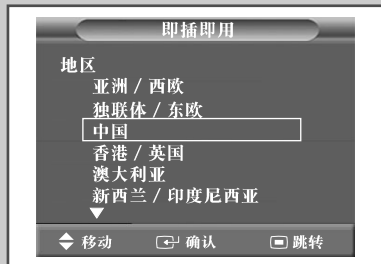 即插即用
地区
亚洲 / 西欧
独联体 / 东欧
中国
香港 / 英国
澳大利亚
新西兰 / 印度尼西亚
移动 确认 跳转